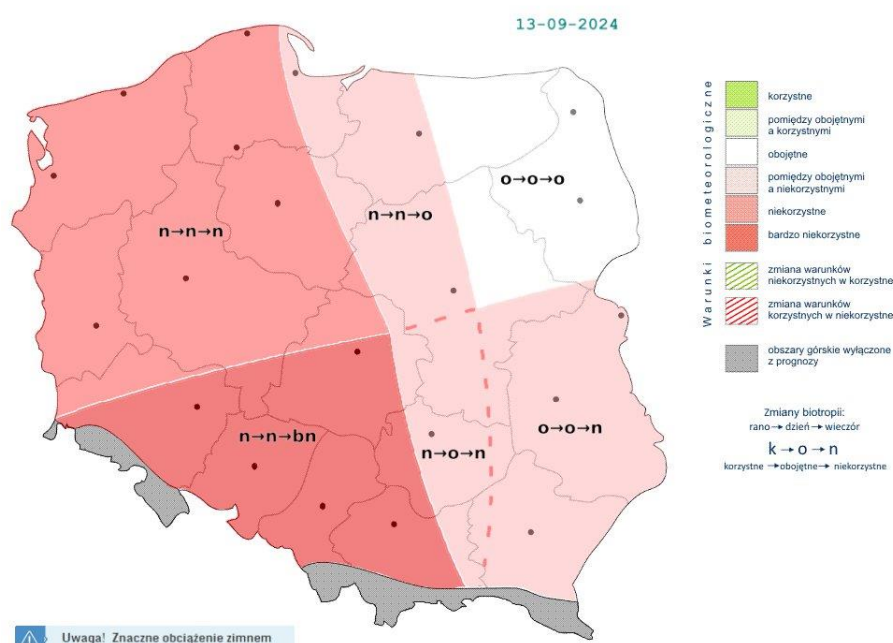 13-09-2024
n→n→n
n→n→o
o→o→o
n→n→bn
n→o→n
o→o→n
Warunki biometeorologiczne
korzystne
pomiędzy obojętnymi
a korzystnymi
obojętne
pomiędzy obojętnymi
a niekorzystnymi
niekorzystne
bardzo niekorzystne
zmiana warunków
niekorzystnych w korzystne
zmiana warunków
korzystnych w niekorzystne
obszary górskie wyłączone
z prognozy
Zmiany biotropii:
rano→dzień→wieczór
k→o→n
korzystne→obojętne→niekorzystne
Uwaga! Znaczne obciążenie zimnem